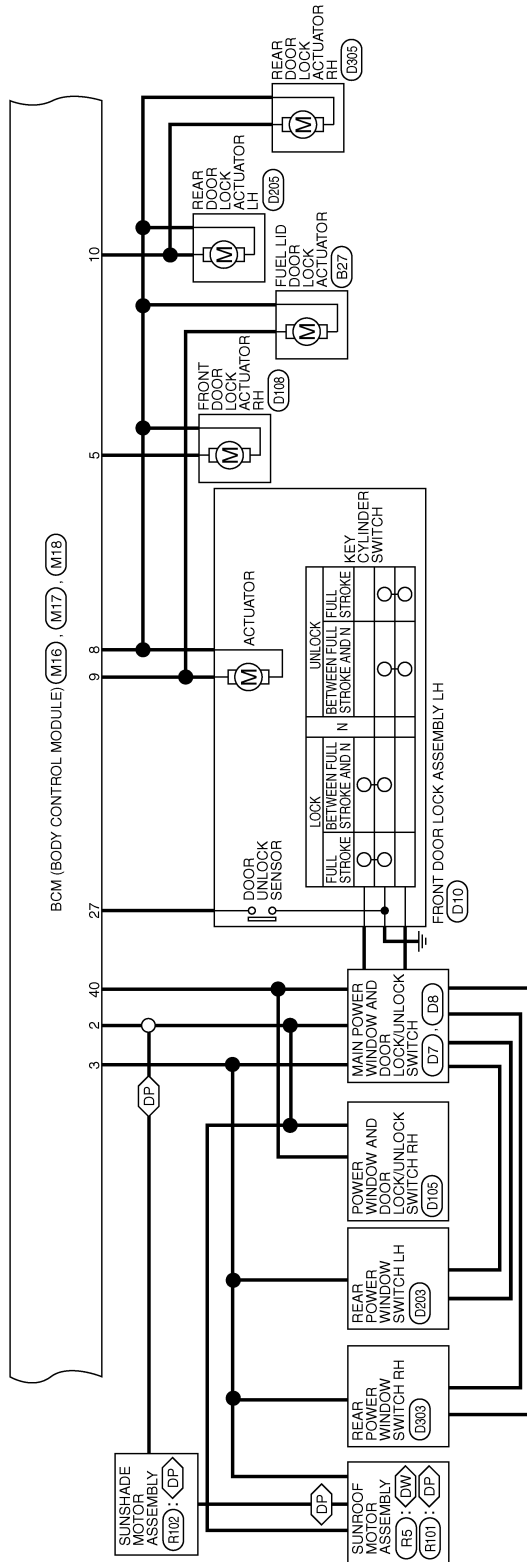 BCM (BODY CONTROL MODULE) M16 , M17 , M18
3
2
40
27
9
8
5
10
DP
SUNSHADE
MOTOR
ASSEMBLY
R102 : DP
DP
SUNROOF
MOTOR
ASSEMBLY
R5 : DW
R101 : DP
REAR
POWER
WINDOW
SWITCH RH
D303
REAR
POWER
WINDOW
SWITCH LH
D203
POWER
WINDOW AND
DOOR
LOCK/UNLOCK
SWITCH RH
D105
MAIN POWER
WINDOW AND
DOOR
LOCK/UNLOCK
SWITCH
D7 , D8
DOOR
UNLOCK
SENSOR
M
ACTUATOR
LOCK
N
UNLOCK
FULL
STROKE
BETWEEN FULL
STROKE AND N
BETWEEN FULL
STROKE AND N
FULL
STROKE
KEY
CYLINDER
SWITCH
FRONT DOOR LOCK ASSEMBLY LH
D10
M
FRONT
DOOR
LOCK
ACTUATOR
RH
D108
M
FUEL LID
DOOR
LOCK
ACTUATOR
B27
M
REAR
DOOR
LOCK
ACTUATOR
LH
D205
M
REAR
DOOR
LOCK
ACTUATOR
RH
D305